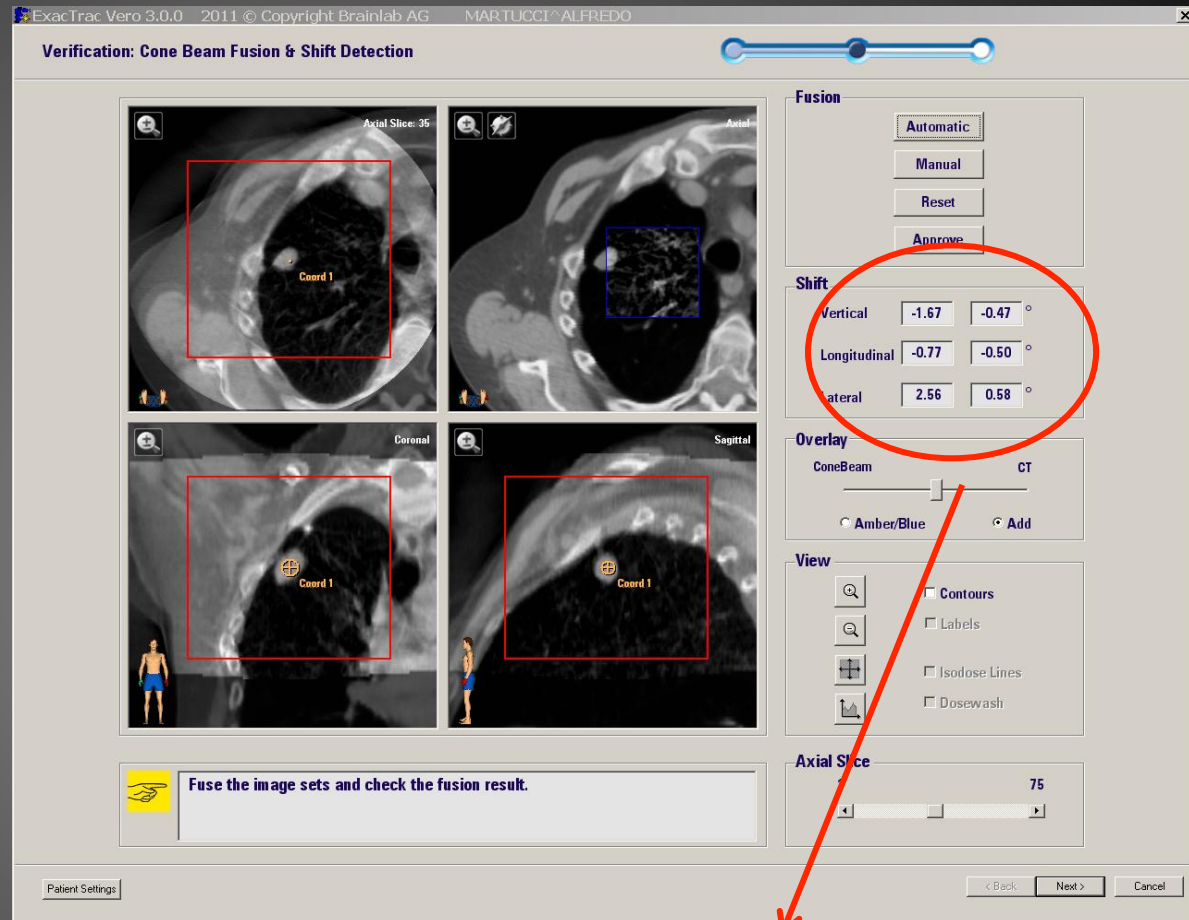 ExacTrac Vero 3.0.0 2011 © Copyright Brainlab AG MARTUCCI^ALFREDO
Verification: Cone Beam Fusion & Shift Detection
Axial Slice: 35
Coord 1
Axial
Coronal
Coord 1
Sagittal
Coord 1
Fusion
Automatic
Manual
Reset
Approve
Shift
Vertical -1.67 -0.47 °
Longitudinal -0.77 -0.50 °
Lateral 2.56 0.58 °
Overlay
ConeBeam CT
Amber/Blue Add
View
Contours
Labels
Isodose Lines
Dosewash
Axial Slice
75
Fuse the image sets and check the fusion result.
Patient Settings
< Back Next > Cancel